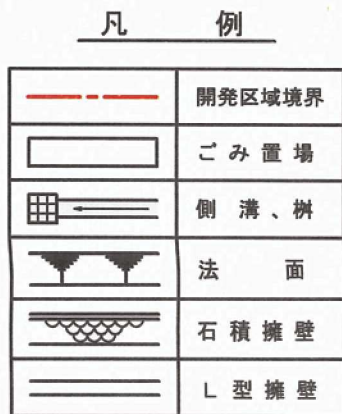 凡 例
開発区域境界
ごみ置場
側溝、桝
法面
石積擁壁
L型擁壁